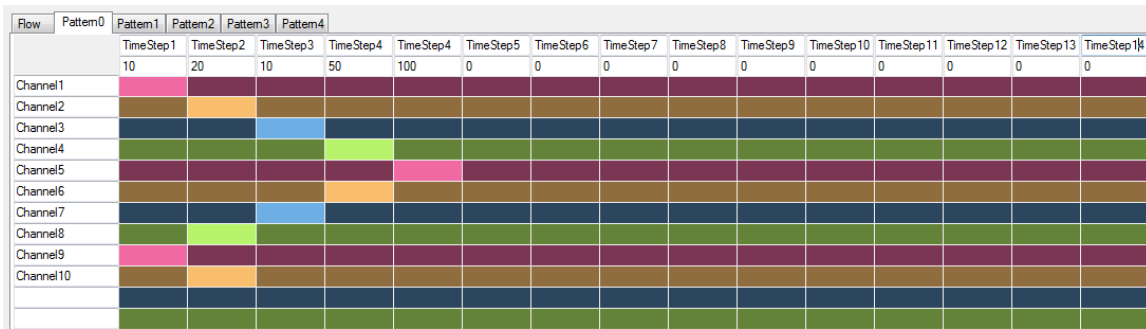 Flow Pattern0 Pattern1 Pattern2 Pattern3 Pattern4
TimeStep1 TimeStep2 TimeStep3 TimeStep4 TimeStep4 TimeStep5 TimeStep6 TimeStep7 TimeStep8 TimeStep9 TimeStep10 TimeStep11 TimeStep12 TimeStep13 TimeStep14
10 20 10 50 100 0 0 0 0 0 0 0 0 0 0
Channel1
Channel2
Channel3
Channel4
Channel5
Channel6
Channel7
Channel8
Channel9
Channel10